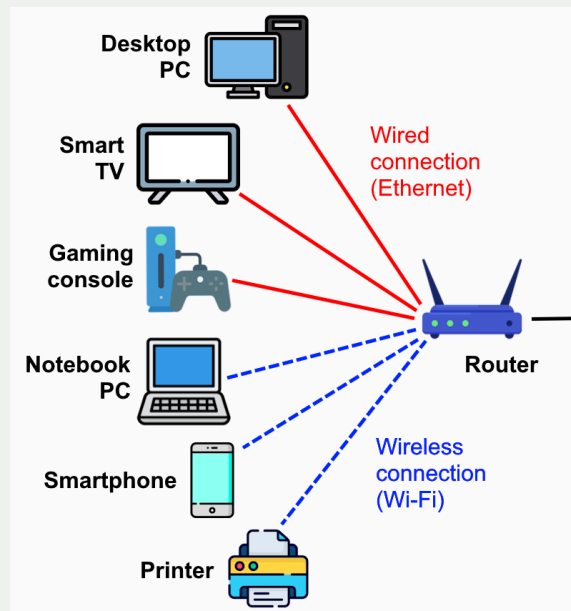 Desktop
PC
Wired
connection
(Ethernet)
Smart
TV
Gaming
console
Router
Notebook
PC
Wireless
connection
(Wi-Fi)
Smartphone
Printer